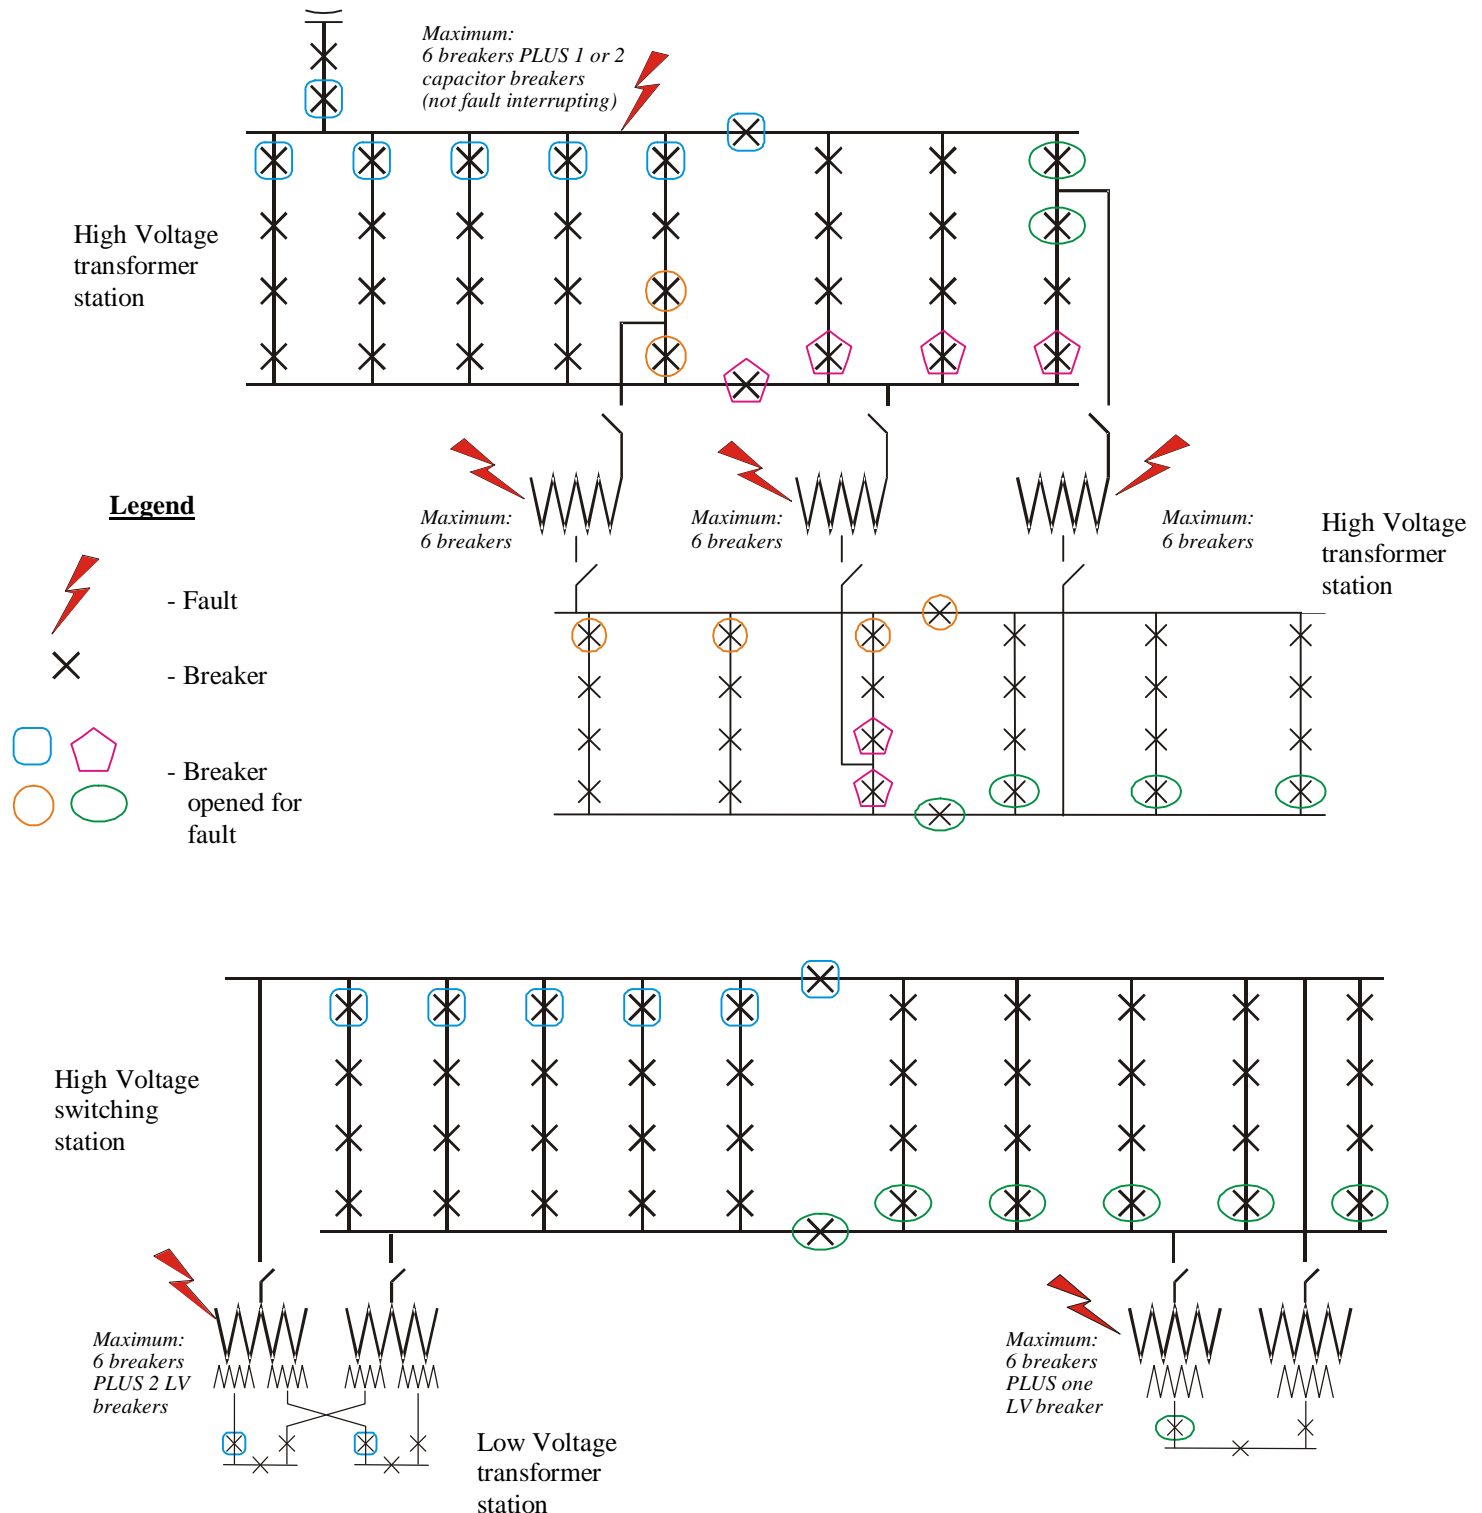 Maximum:
6 breakers PLUS 1 or 2
capacitor breakers
(not fault interrupting)
High Voltage
transformer
station
Maximum:
6 breakers
Maximum:
6 breakers
Maximum:
6 breakers
High Voltage
transformer
station
Legend
- Fault
- Breaker
- Breaker
opened for
fault
High Voltage
switching
station
Maximum:
6 breakers
PLUS 2 LV
breakers
Low Voltage
transformer
station
Maximum:
6 breakers
PLUS one
LV breaker